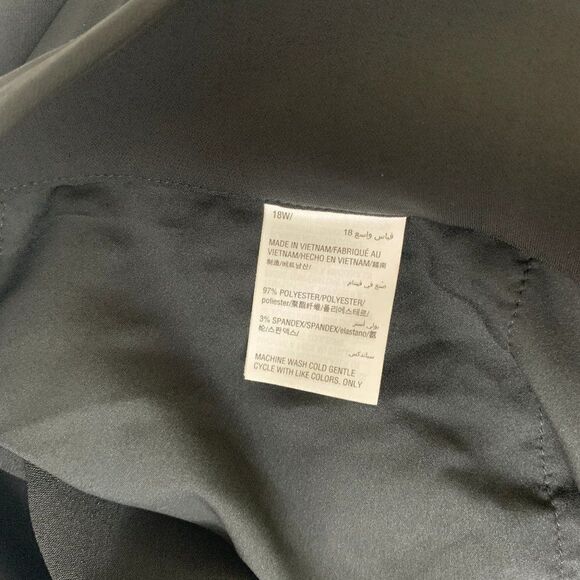 18W/
قياس واسع 18
MADE IN VIETNAM/FABRIQUÉ AU
VIETNAM/HECHO EN VIETNAM/越南
制造/베트남산/
صنع في فيتنام
97% POLYESTER/POLYESTER/
poliester/聚酯纤维/폴리에스테르/
بولي أستر
3% SPANDEX/SPANDEX/elastano/氨
纶/스판덱스/
سباندكس
MACHINE WASH COLD GENTLE
CYCLE WITH LIKE COLORS. ONLY